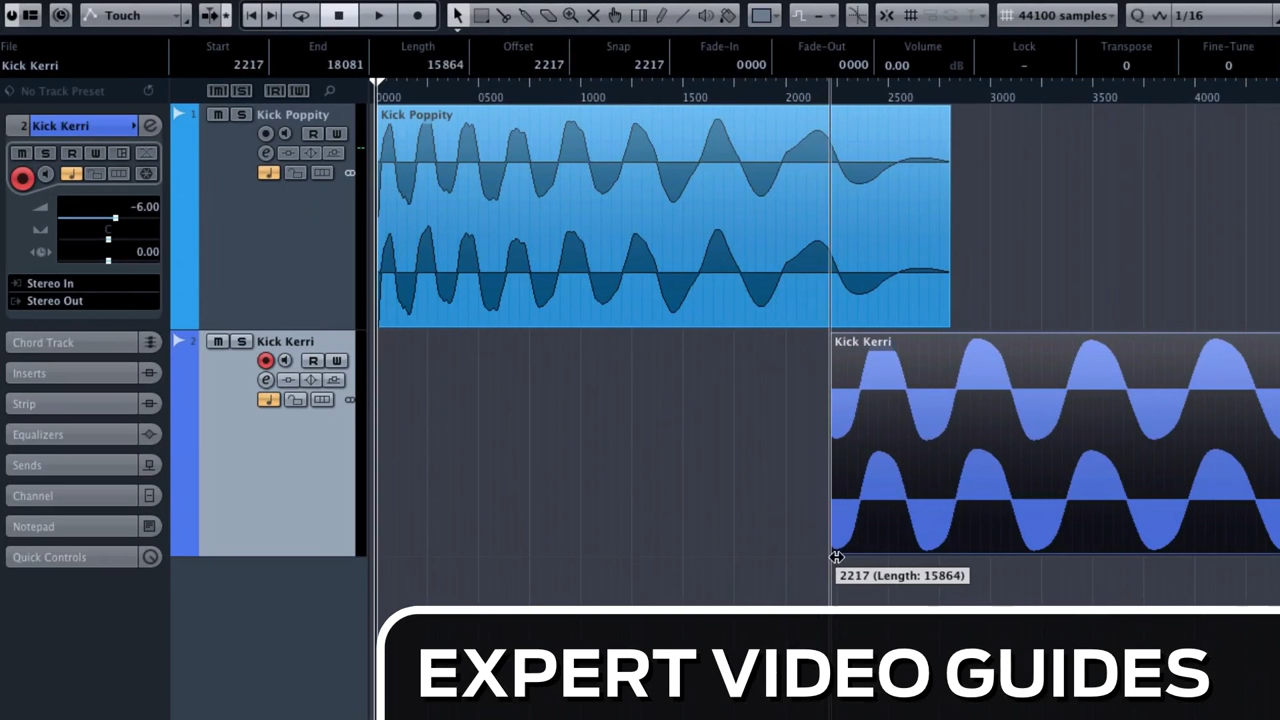 Touch
44100 samples
Q 1/16
File Start End Length Offset Snap Fade-In Fade-Out Volume Lock Transpose Fine-Tune
Kick Kerri 2217 18081 15864 2217 2217 0000 0000 0.00 dB - 0 0
No Track Preset
M S R W
0000 0500 1000 1500 2000 2500 3000 3500 4000
2 Kick Kerri
M S R W
-6.00
C
0.00
Stereo In
Stereo Out
Chord Track
Inserts
Strip
Equalizers
Sends
Channel
Notepad
Quick Controls
1 M S Kick Poppity
R W
e
2 M S Kick Kerri
R W
e
Kick Poppity
Kick Kerri
2217 (Length: 15864)
EXPERT VIDEO GUIDES